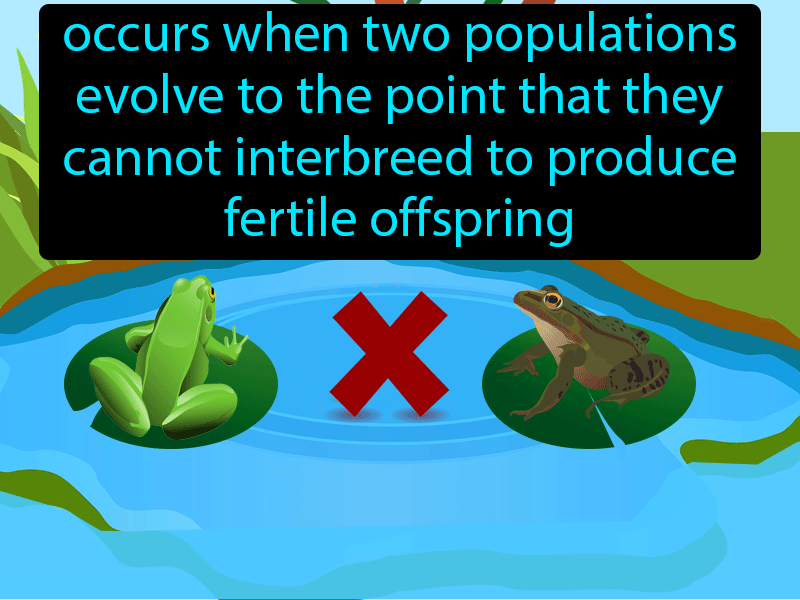 occurs when two populations
evolve to the point that they
cannot interbreed to produce
fertile offspring